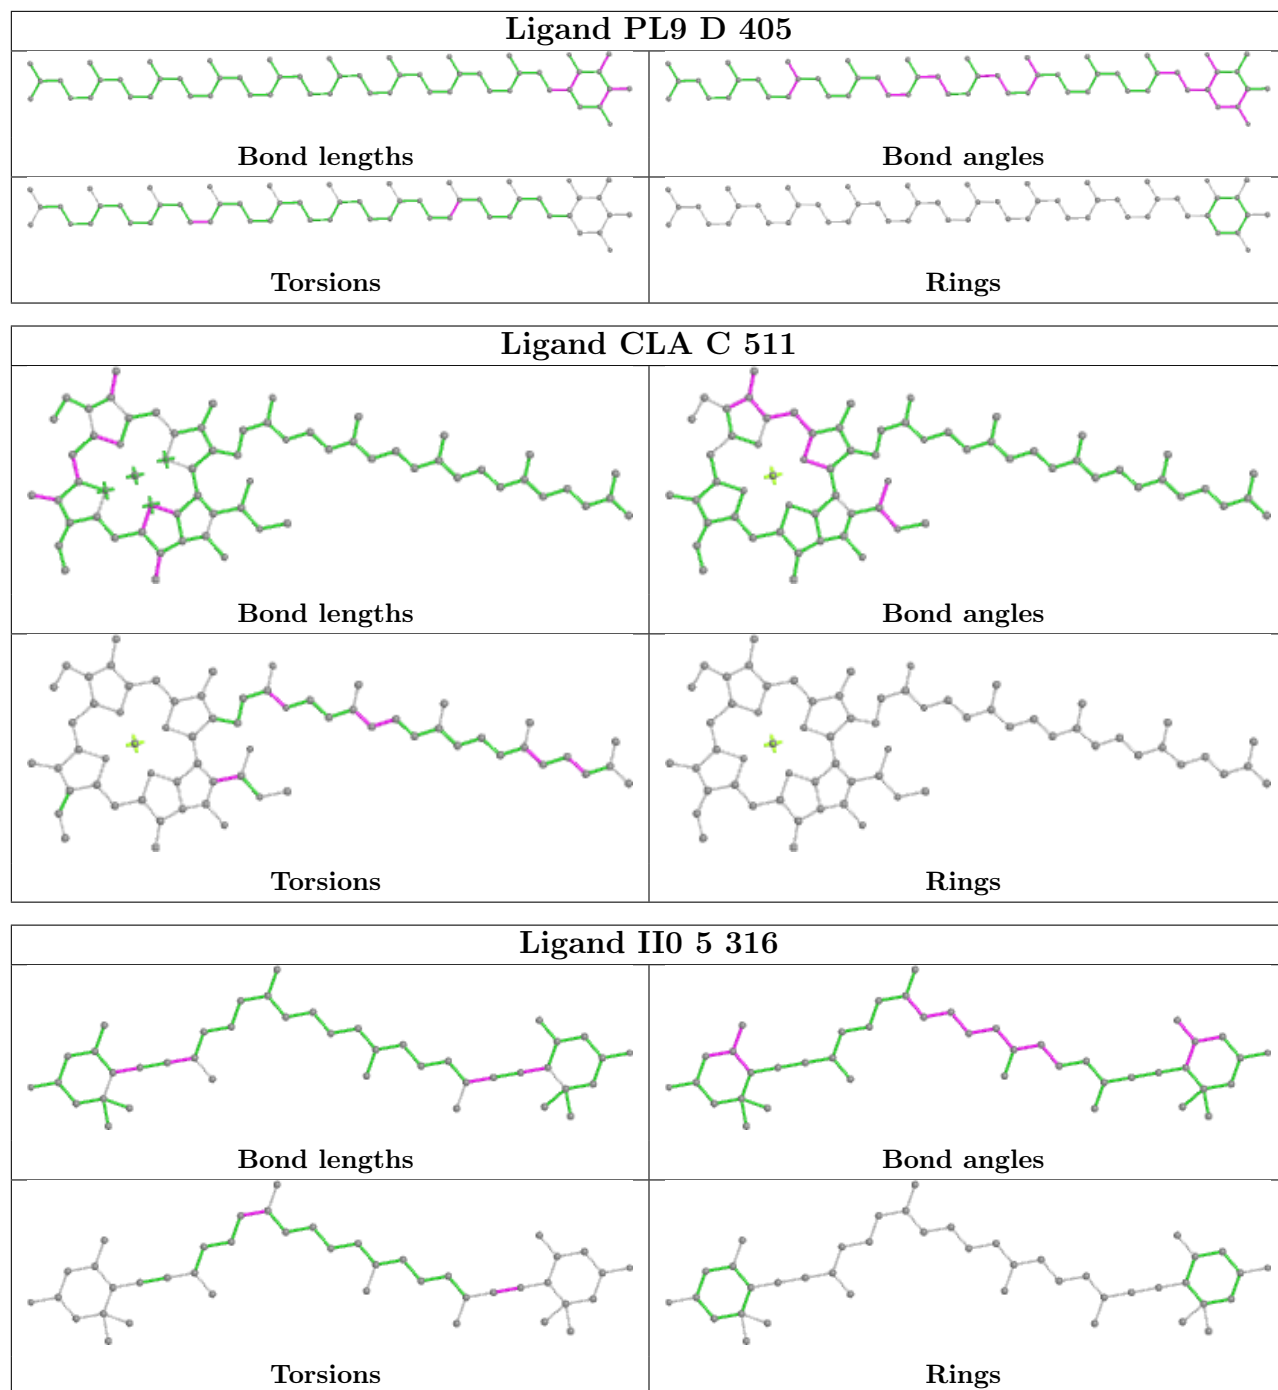 Ligand PL9 D 405
Bond lengths
Bond angles
Torsions
Rings
Ligand CLA C 511
Bond lengths
Bond angles
Torsions
Rings
Ligand II0 5 316
Bond lengths
Bond angles
Torsions
Rings